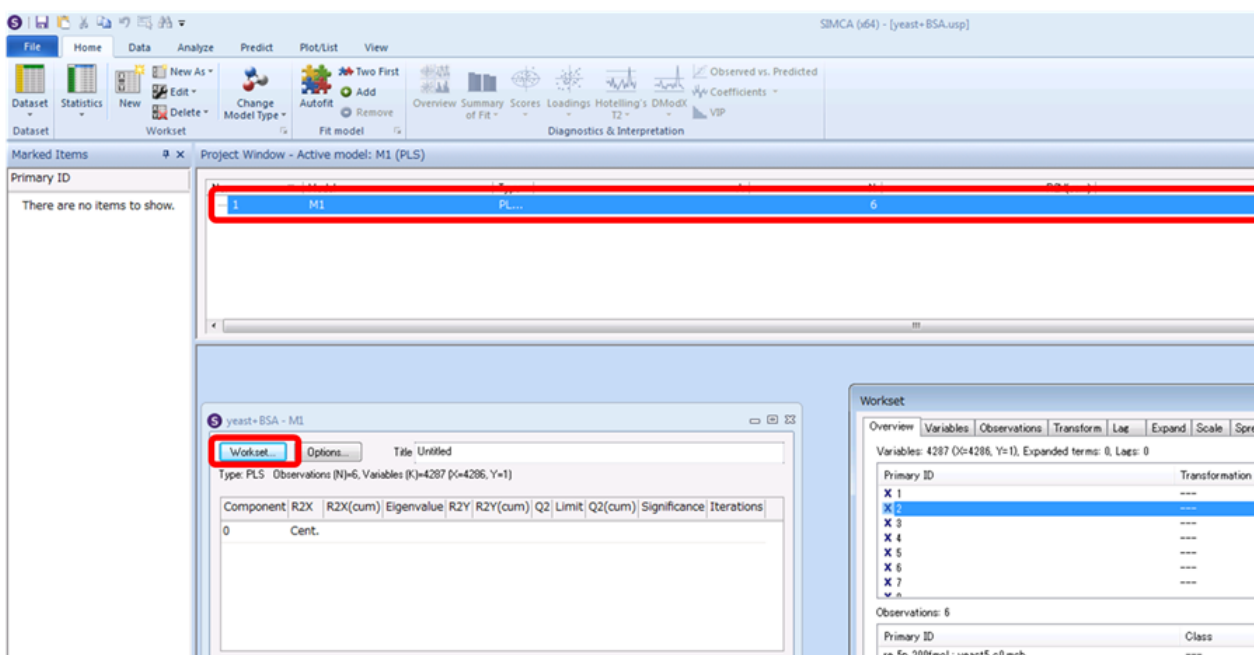 SIMCA (x64) - [yeast+BSA.usp]
File Home Data Analyze Predict Plot/List View
Dataset
Statistics
New
New As
Edit
Delete
Change Model Type
Autofit
Two First
Add
Remove
Overview
Summary of Fit
Scores
Loadings
Hotelling's T2
DModX
Observed vs. Predicted
Coefficients
VIP
Dataset Workset Fit model Diagnostics & Interpretation
Marked Items
Project Window - Active model: M1 (PLS)
Primary ID
There are no items to show.
1 M1 PL... 6
yeast+BSA - M1
Workset... Options... Title Untitled
Type: PLS Observations (N)=6, Variables (K)=4287 (X=4286, Y=1)
Component R2X R2X(cum) Eigenvalue R2Y R2Y(cum) Q2 Limit Q2(cum) Significance Iterations
0 Cent.
Workset
Overview Variables Observations Transform Lag Expand Scale Spre
Variables: 4287 (X=4286, Y=1), Expanded terms: 0, Lags: 0
Primary ID Transformation
X 1 ---
X 2 ---
X 3 ---
X 4 ---
X 5 ---
X 6 ---
X 7 ---
Observations: 6
Primary ID Class